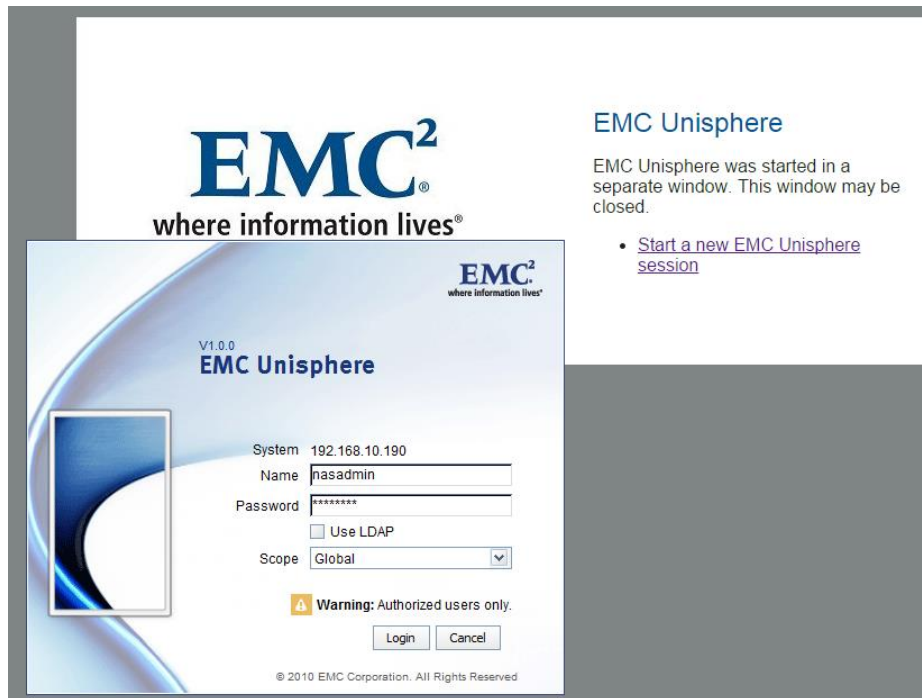 EMC²®
where information lives®
EMC Unisphere
EMC Unisphere was started in a
separate window. This window may be
closed.
• Start a new EMC Unisphere
session
EMC²®
where information lives®
V1.0.0
EMC Unisphere
System 192.168.10.190
Name nasadmin
Password ********
Use LDAP
Scope Global
Warning: Authorized users only.
Login Cancel
© 2010 EMC Corporation. All Rights Reserved